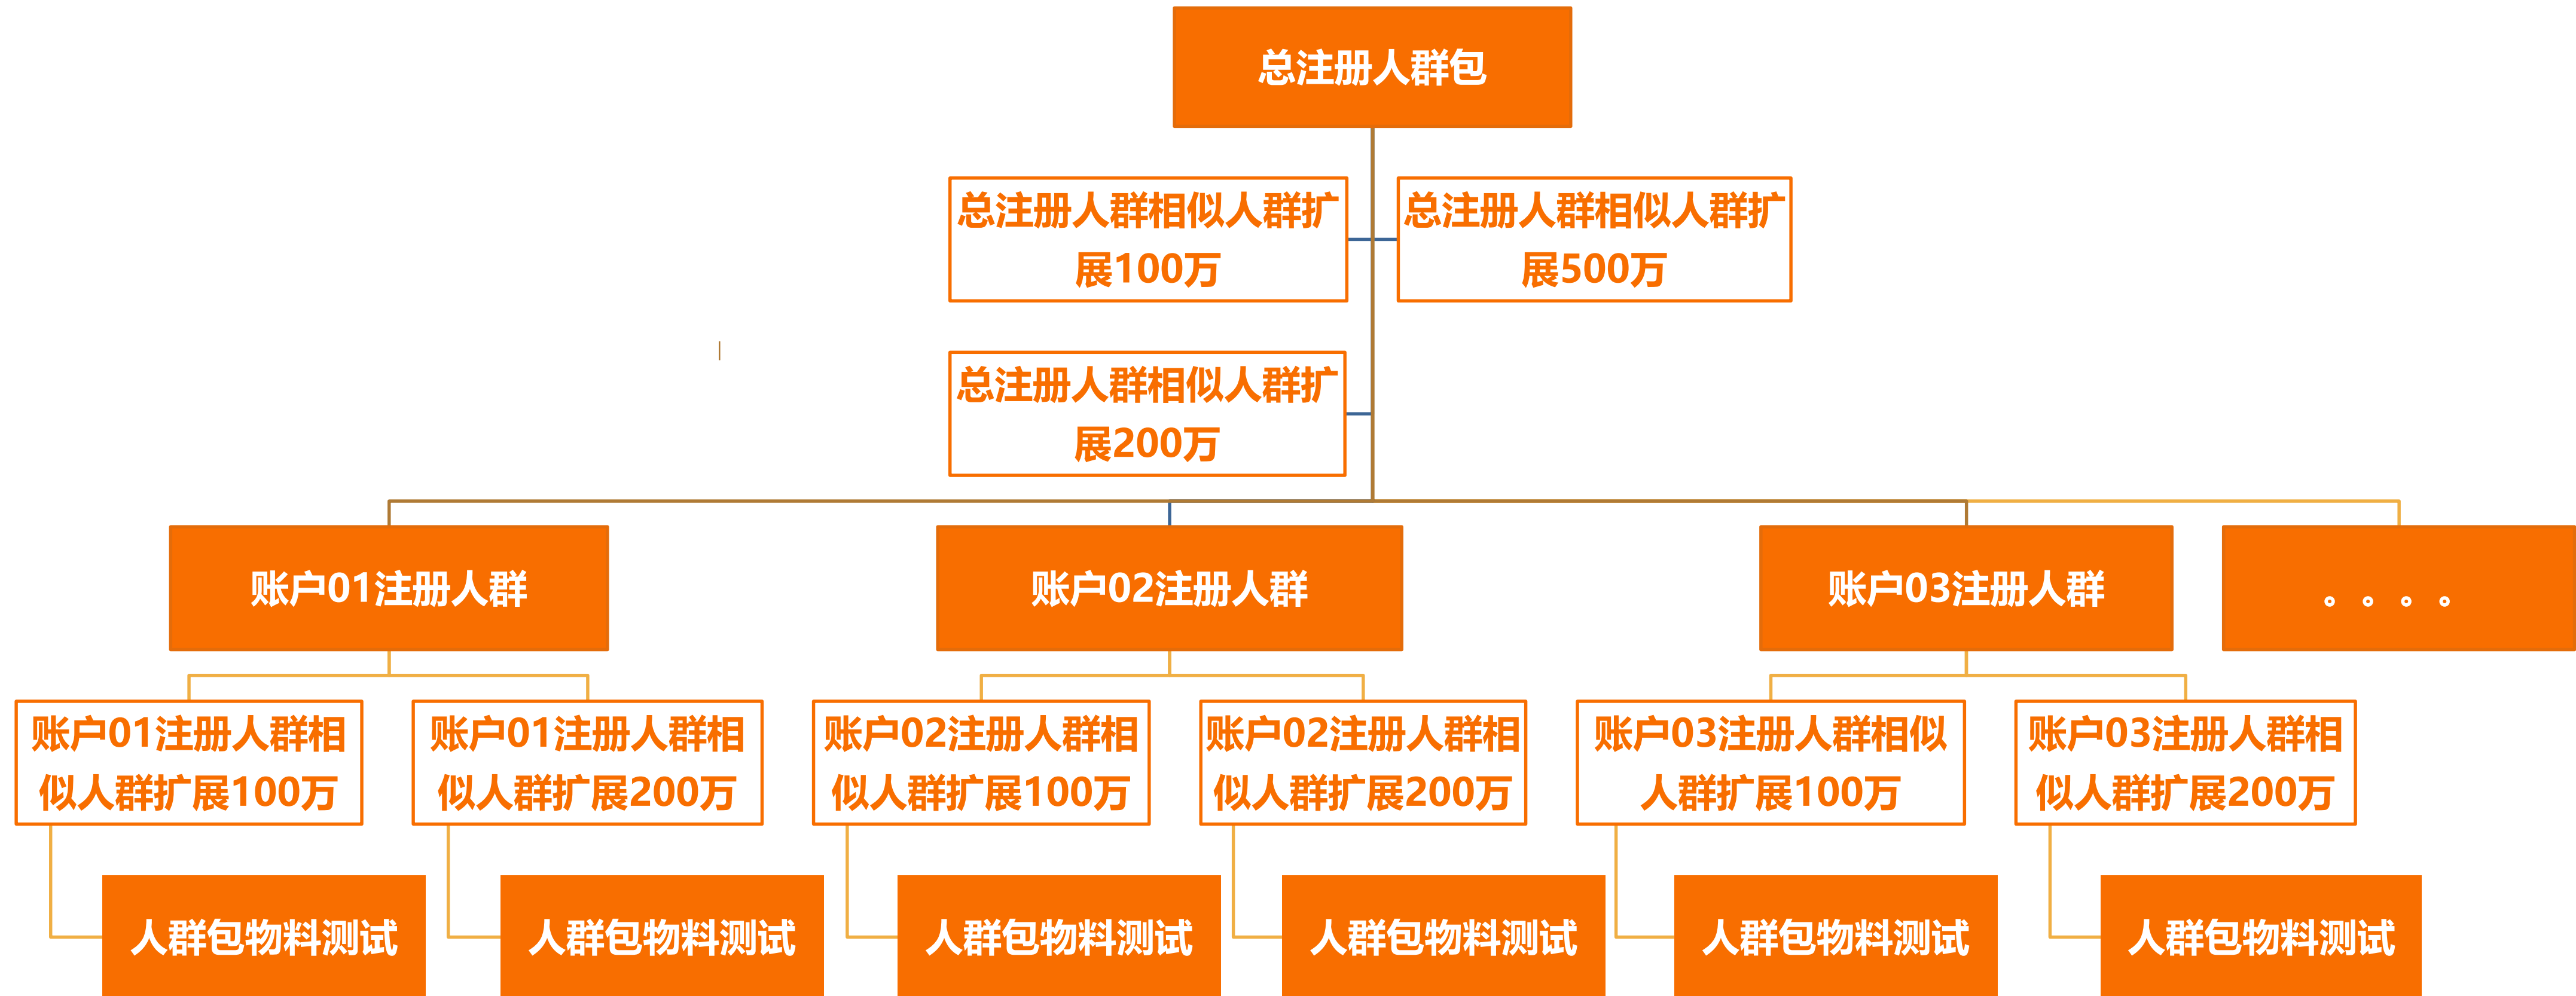 总注册人群包
总注册人群相似人群扩
展100万
总注册人群相似人群扩
展500万
总注册人群相似人群扩
展200万
账户01注册人群
账户02注册人群
账户03注册人群
。。。。
账户01注册人群相
似人群扩展100万
账户01注册人群相
似人群扩展200万
账户02注册人群相
似人群扩展100万
账户02注册人群相
似人群扩展200万
账户03注册人群相似
人群扩展100万
账户03注册人群相
似人群扩展200万
人群包物料测试
人群包物料测试
人群包物料测试
人群包物料测试
人群包物料测试
人群包物料测试